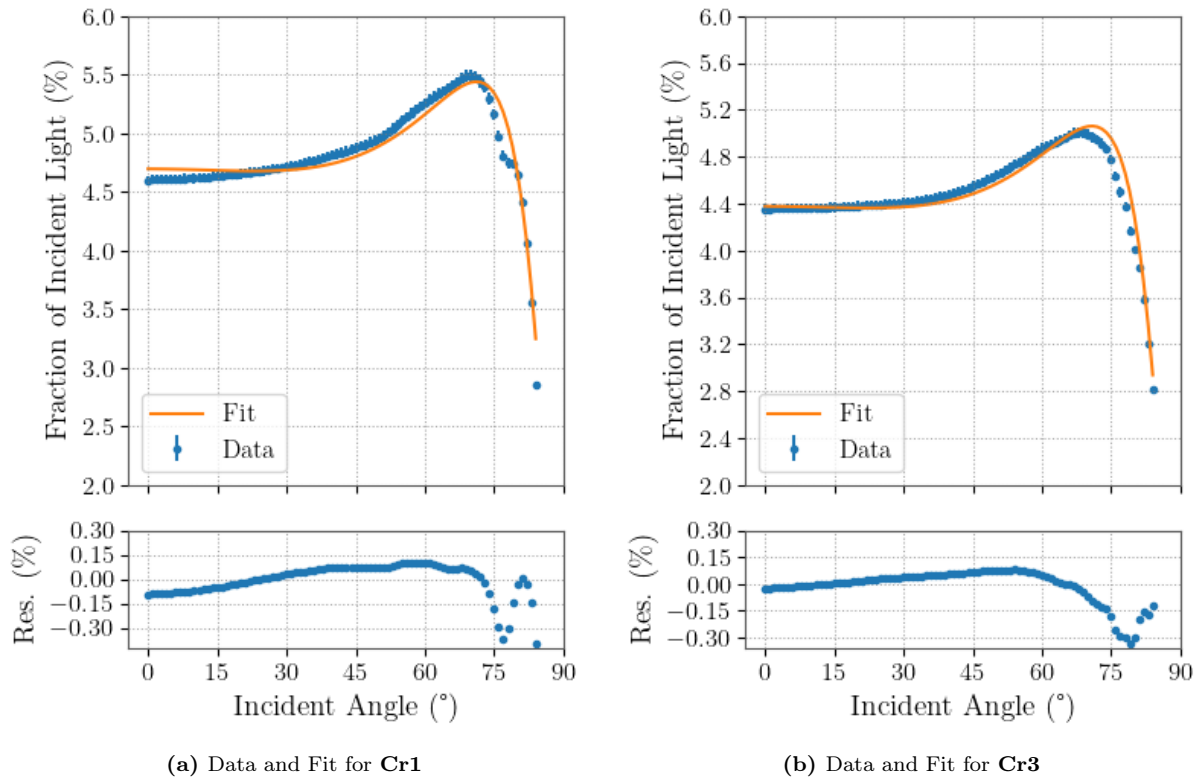 6.0
5.5
5.0
4.5
4.0
3.5
3.0
2.5
2.0
Fraction of Incident Light (%)
Fit
Data
0.30
0.15
0.00
−0.15
−0.30
Res. (%)
0 15 30 45 60 75 90
Incident Angle (°)
(a) Data and Fit for Cr1
6.0
5.6
5.2
4.8
4.4
4.0
3.6
3.2
2.8
2.4
2.0
Fraction of Incident Light (%)
Fit
Data
0.30
0.15
0.00
−0.15
−0.30
Res. (%)
0 15 30 45 60 75 90
Incident Angle (°)
(b) Data and Fit for Cr3